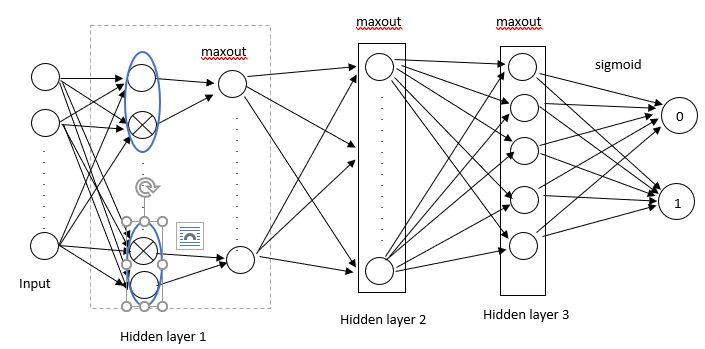 maxout
maxout
maxout
sigmoid
0
1
Input
Hidden layer 1
Hidden layer 2
Hidden layer 3